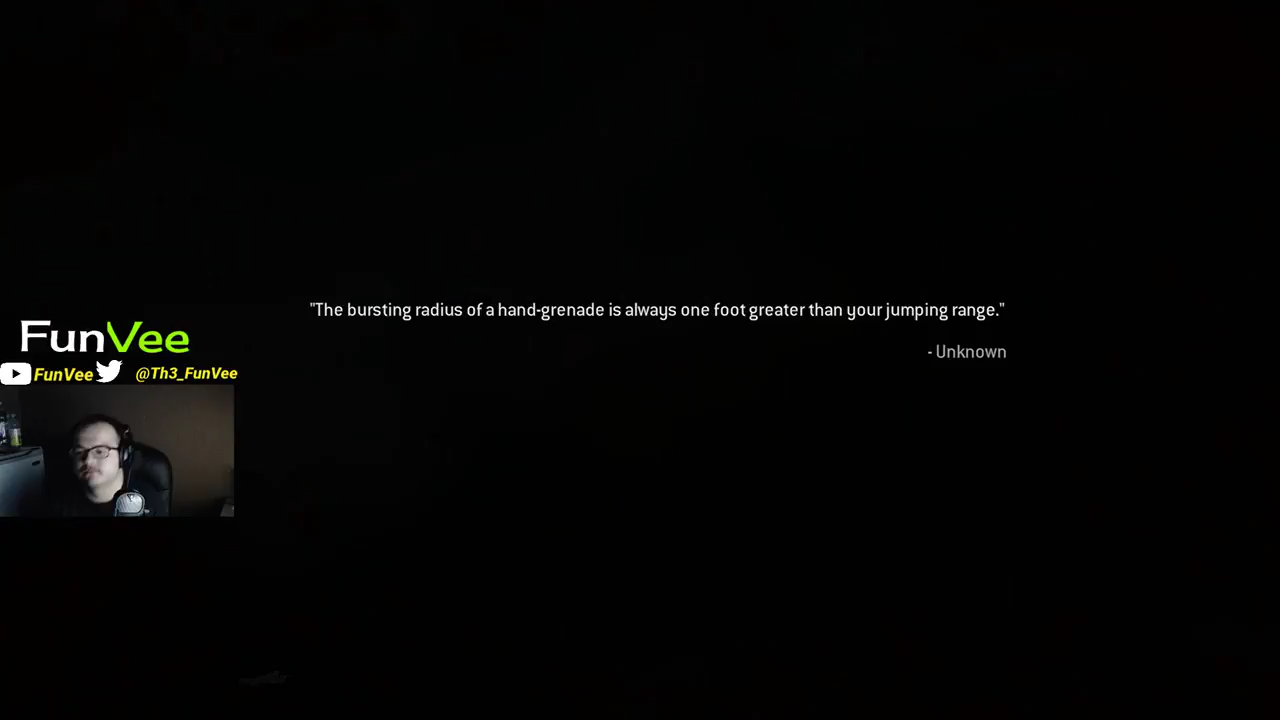 "The bursting radius of a hand-grenade is always one foot greater than your jumping range."
- Unknown
FunVee
FunVee @Th3_FunVee